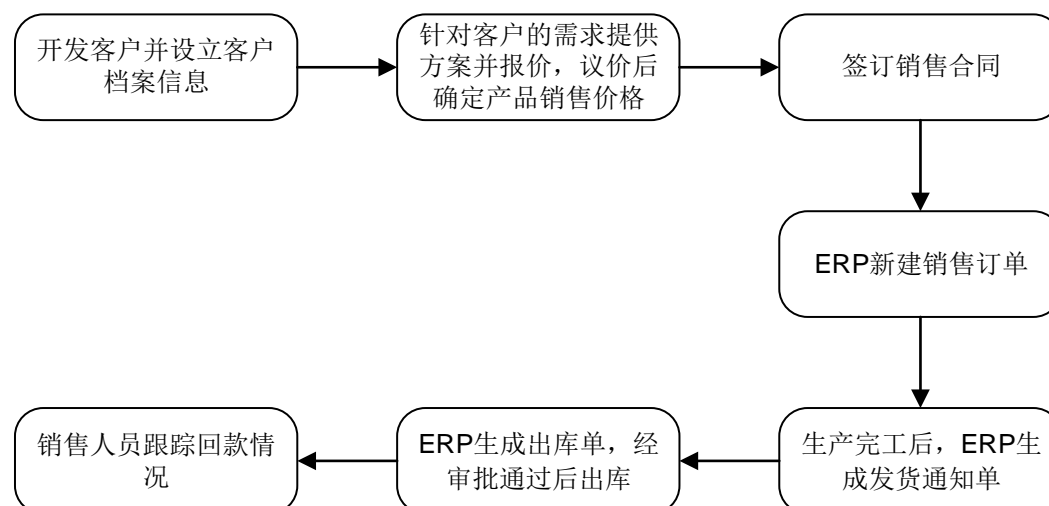 开发客户并设立客户
档案信息
针对客户的需求提供
方案并报价，议价后
确定产品销售价格
签订销售合同
ERP新建销售订单
生产完工后，ERP生
成发货通知单
ERP生成出库单，经
审批通过后出库
销售人员跟踪回款情
况